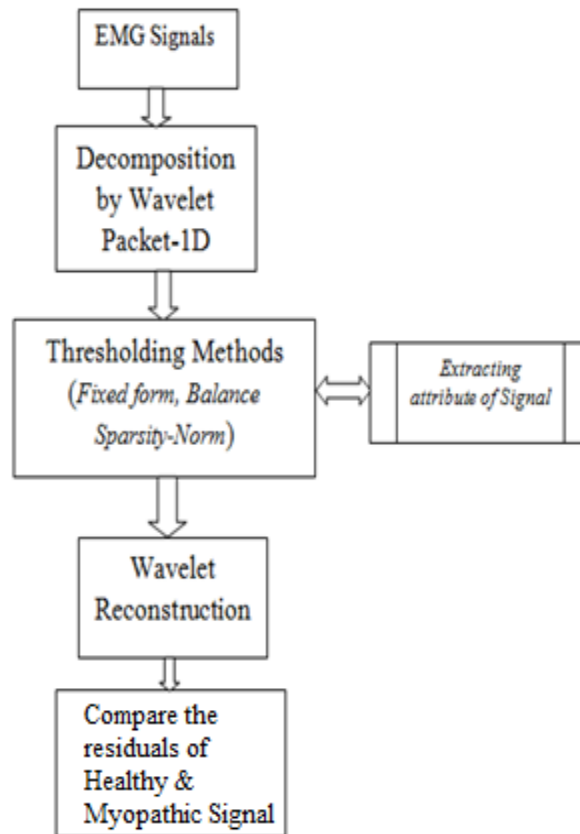 EMG Signals
Decomposition
by Wavelet
Packet-1D
Thresholding Methods
(Fixed form, Balance
Sparsity-Norm)
Extracting
attribute of Signal
Wavelet
Reconstruction
Compare the
residuals of
Healthy &
Myopathic Signal